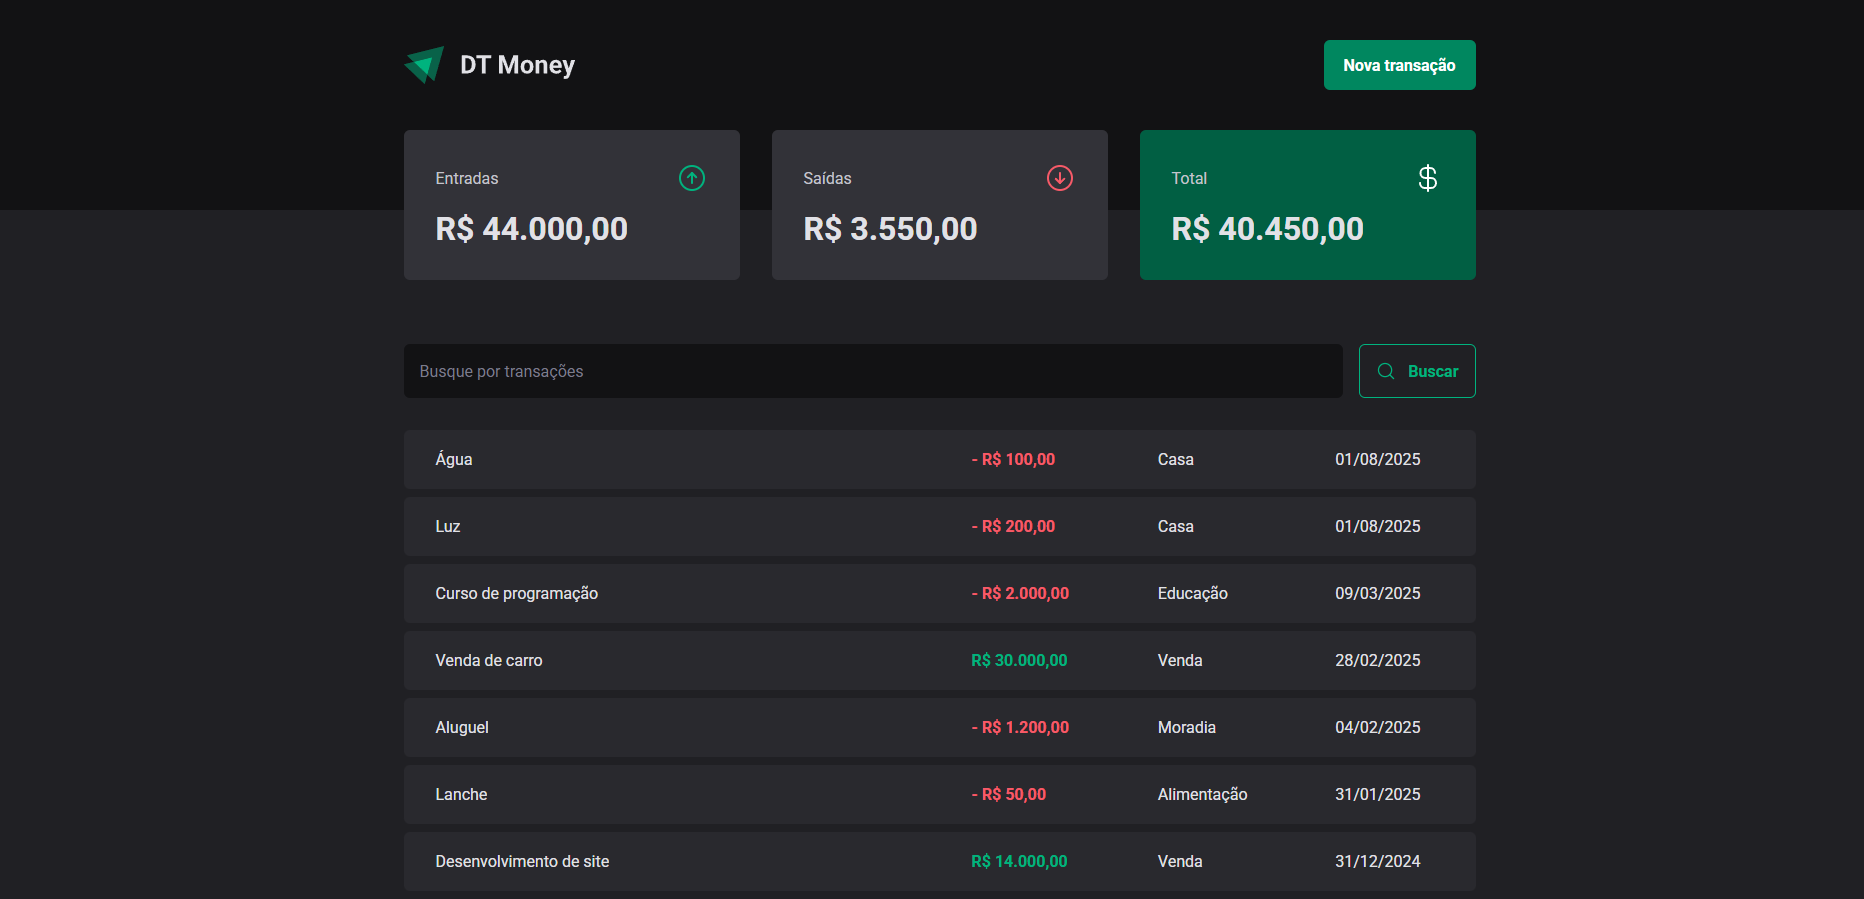 DT Money
Nova transação
Entradas
R$ 44.000,00
Saídas
R$ 3.550,00
Total
$
R$ 40.450,00
Busque por transações
Buscar
Água - R$ 100,00 Casa 01/08/2025
Luz - R$ 200,00 Casa 01/08/2025
Curso de programação - R$ 2.000,00 Educação 09/03/2025
Venda de carro R$ 30.000,00 Venda 28/02/2025
Aluguel - R$ 1.200,00 Moradia 04/02/2025
Lanche - R$ 50,00 Alimentação 31/01/2025
Desenvolvimento de site R$ 14.000,00 Venda 31/12/2024